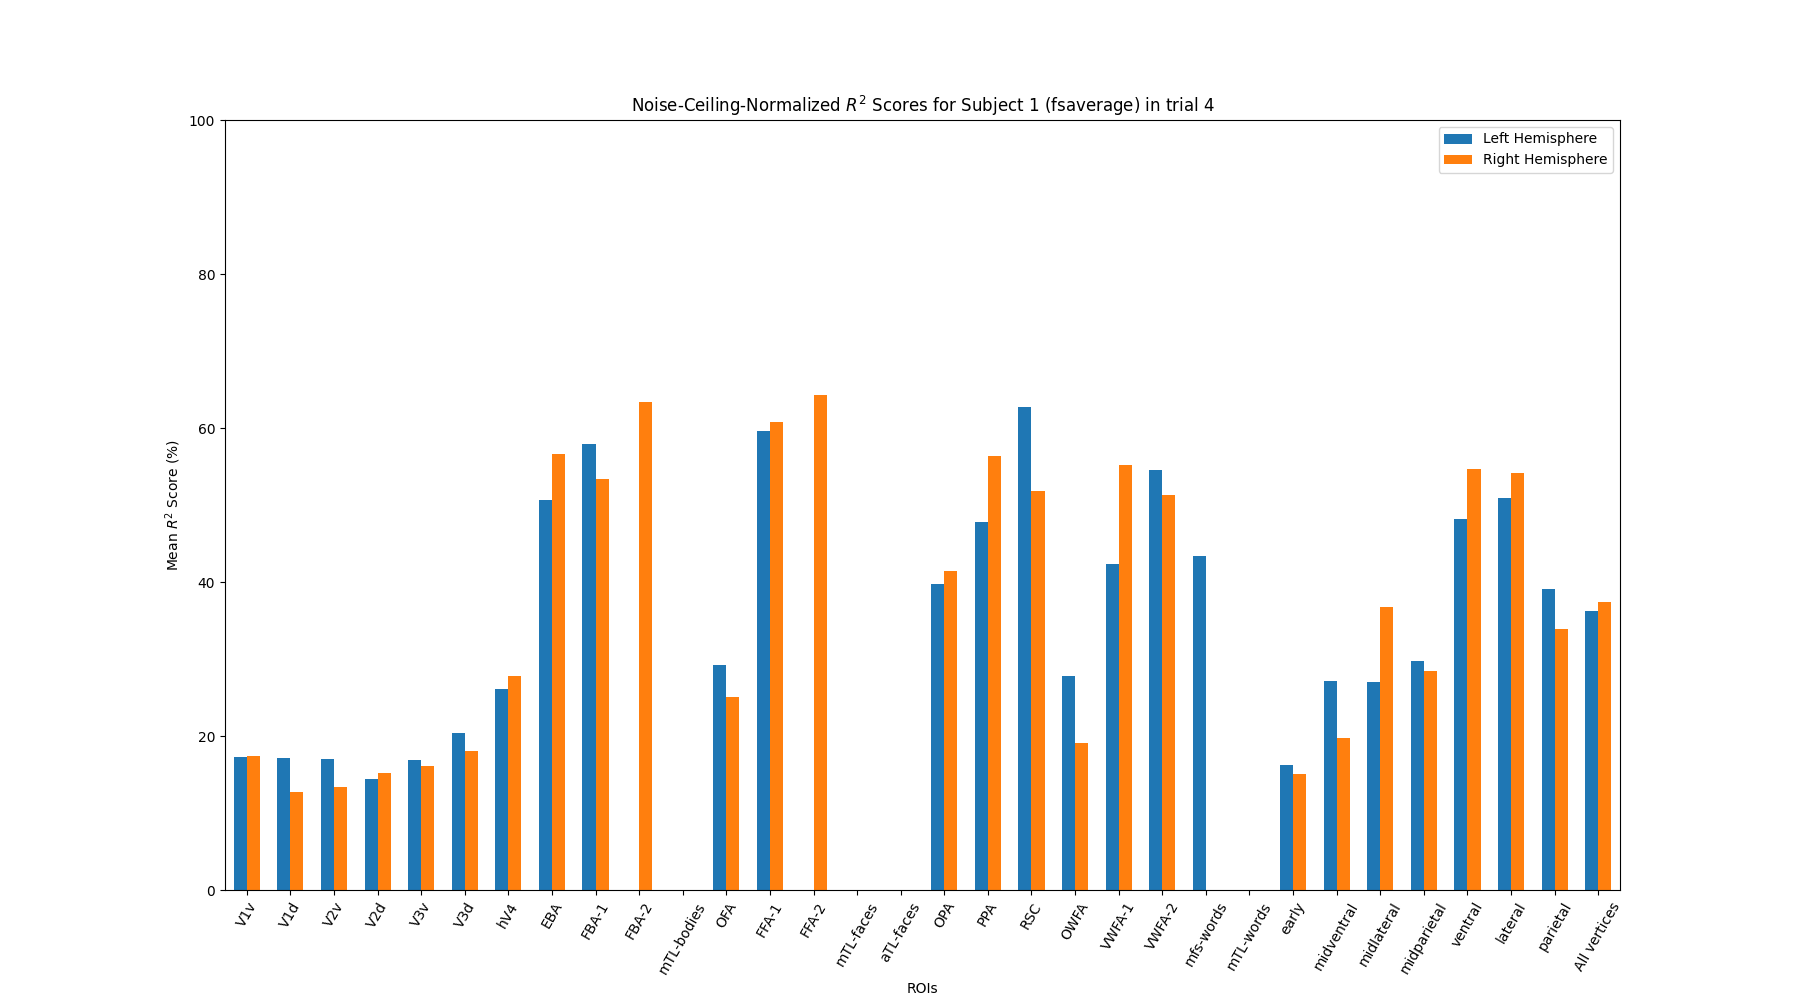 Noise-Ceiling-Normalized R² Scores for Subject 1 (fsaverage) in trial 4
100
80
60
40
20
0
Mean R² Score (%)
Left Hemisphere
Right Hemisphere
V1v
V1d
V2v
V2d
V3v
V3d
hV4
EBA
FBA-1
FBA-2
mTL-bodies
OFA
FFA-1
FFA-2
mTL-faces
aTL-faces
OPA
PPA
RSC
OWFA
VWFA-1
VWFA-2
mfs-words
mTL-words
early
midventral
midlateral
midparietal
ventral
lateral
parietal
All vertices
ROIs